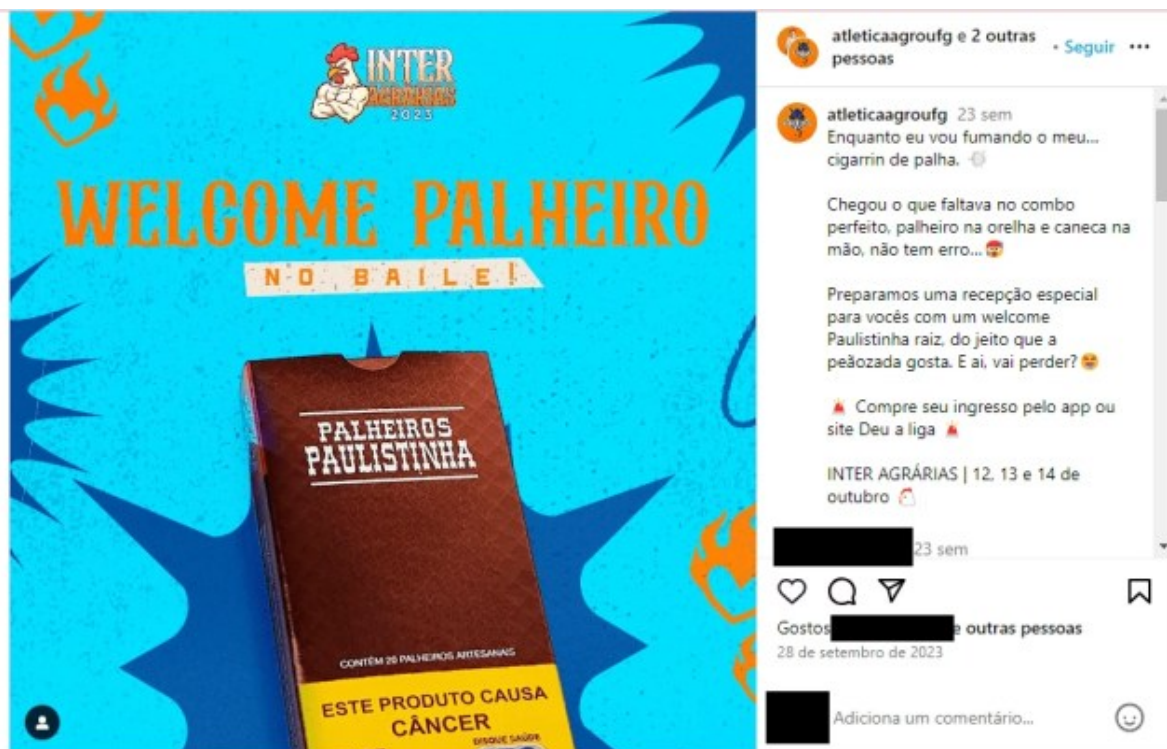 INTER
AGRÁRIAS
2023
WELCOME PALHEIRO
NO BAILE!
PALHEIROS
PAULISTINHA
CONTÉM 20 PALHEIROS ARTESANAIS
ESTE PRODUTO CAUSA
CÂNCER
DISQUE SAÚDE
atleticaagroufg e 2 outras
pessoas
• Seguir
atleticaagroufg 23 sem
Enquanto eu vou fumando o meu...
cigarrin de palha.
Chegou o que faltava no combo
perfeito, palheiro na orelha e caneca na
mão, não tem erro...
Preparamos uma recepção especial
para vocês com um welcome
Paulistinha raiz, do jeito que a
peãozada gosta. E ai, vai perder?
Compre seu ingresso pelo app ou
site Deu a liga
INTER AGRÁRIAS | 12, 13 e 14 de
outubro
23 sem
Gostos e outras pessoas
28 de setembro de 2023
Adiciona um comentário...